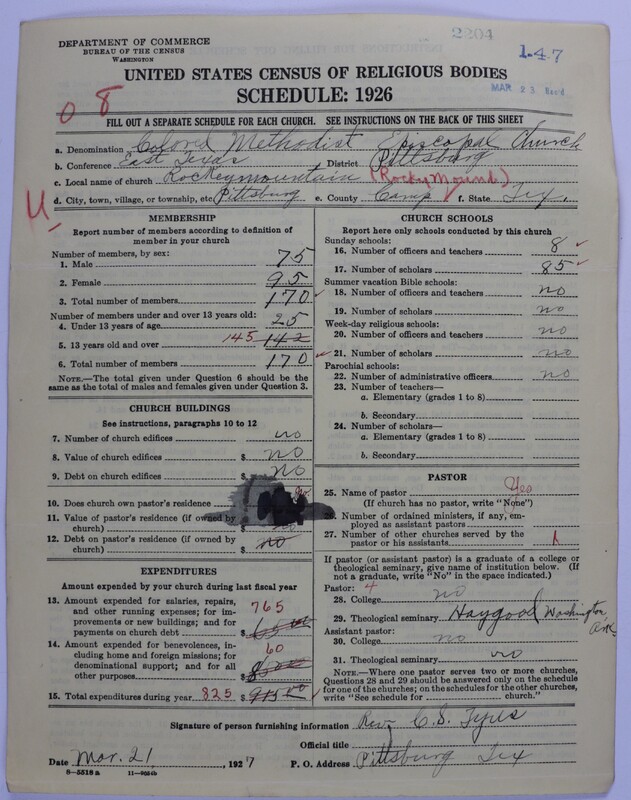 2204
DEPARTMENT OF COMMERCE
BUREAU OF THE CENSUS
WASHINGTON
1.47
MAR 23 Rec'd
UNITED STATES CENSUS OF RELIGIOUS BODIES
SCHEDULE: 1926
08
FILL OUT A SEPARATE SCHEDULE FOR EACH CHURCH. SEE INSTRUCTIONS ON THE BACK OF THIS SHEET
a. Denomination Colored Methodist Episcopal Church
b. Conference East Texas District Pittsburg
c. Local name of church Rockeymountain (Rocky Mound)
d. City, town, village, or township, etc. Pittsburg e. County Camp f. State Tex.
MEMBERSHIP
Report number of members according to definition of
member in your church
Number of members, by sex:
1. Male 75
2. Female 95
3. Total number of members 170
Number of members under and over 13 years old:
4. Under 13 years of age 25
5. 13 years old and over 145 142
6. Total number of members 170
NOTE.—The total given under Question 6 should be the
same as the total of males and females given under Question 3.
CHURCH BUILDINGS
See instructions, paragraphs 10 to 12
7. Number of church edifices no
8. Value of church edifices $ no
9. Debt on church edifices $ no
10. Does church own pastor's residence? no
11. Value of pastor's residence (if owned by
church) $
12. Debt on pastor's residence (if owned by
church) $ no
EXPENDITURES
Amount expended by your church during last fiscal year
13. Amount expended for salaries, repairs,
and other running expenses; for im-
provements or new buildings; and for
payments on church debt $ 765
14. Amount expended for benevolences, in-
cluding home and foreign missions; for
denominational support; and for all
other purposes $ 60
15. Total expenditures during year 825 $ 915.00
CHURCH SCHOOLS
Report here only schools conducted by this church
Sunday schools:
16. Number of officers and teachers 8
17. Number of scholars 85
Summer vacation Bible schools:
18. Number of officers and teachers no
19. Number of scholars no
Week-day religious schools:
20. Number of officers and teachers no
21. Number of scholars no
Parochial schools:
22. Number of administrative officers no
23. Number of teachers—
a. Elementary (grades 1 to 8)
b. Secondary
24. Number of scholars—
a. Elementary (grades 1 to 8)
b. Secondary
PASTOR
25. Name of pastor Yes
(If church has no pastor, write "None")
26. Number of ordained ministers, if any, em-
ployed as assistant pastors
27. Number of other churches served by the
pastor or his assistants 1
If pastor (or assistant pastor) is a graduate of a college or
theological seminary, give name of institution below. (If
not a graduate, write "No" in the space indicated.)
Pastor: 4
28. College no
29. Theological seminary Haygood Washington Ark
Assistant pastor:
30. College no
31. Theological seminary no
NOTE.—Where one pastor serves two or more churches,
Questions 28 and 29 should be answered only on the schedule
for one of the churches; on the schedules for the other churches,
write "See schedule for church."
Signature of person furnishing information Rev. C. S. Tyres
Official title
Date Mar. 21, 1927 P. O. Address Pittsburg Tex
8—5518 a 11—9054b